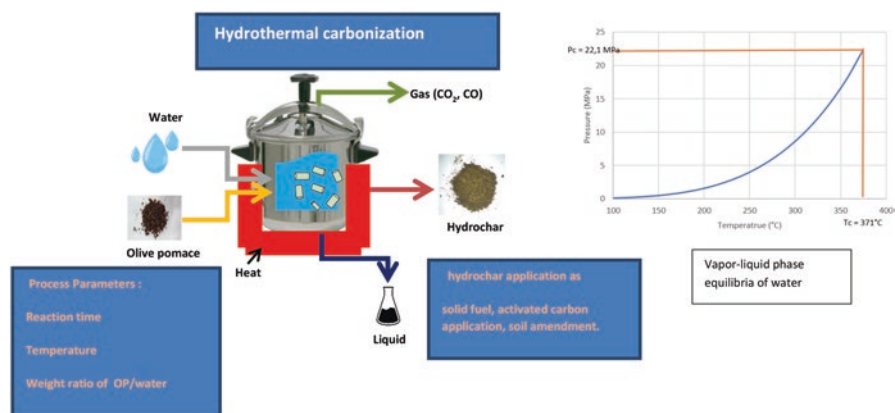 Hydrothermal carbonization
Gas (CO₂, CO)
Water
Olive pomace
Heat
Hydrochar
Liquid
Process Parameters :
Reaction time
Temperature
Weight ratio of OP/water
hydrochar application as
solid fuel, activated carbon
application, soil amendment.
Pc = 22,1 MPa
25
20
15
10
5
0
Pressure (MPa)
100
150
200
250
300
350
400
Temperatrue (°C)
Tc = 371°C
Vapor-liquid phase
equilibria of water